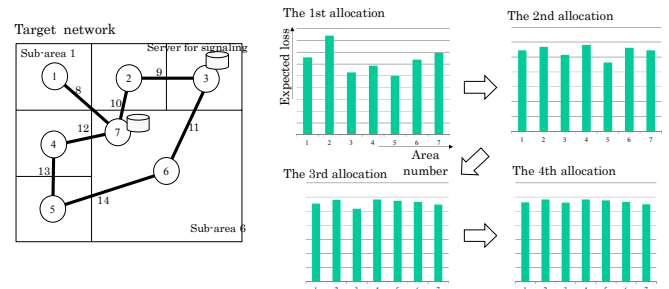 Target network
Sub-area 1
Server for signaling
1
2
3
4
5
6
7
8
9
10
11
12
13
14
Sub-area 6
The 1st allocation
Expected loss
1 2 3 4 5 6 7
Area
number
The 2nd allocation
1 2 3 4 5 6 7
The 3rd allocation
The 4th allocation